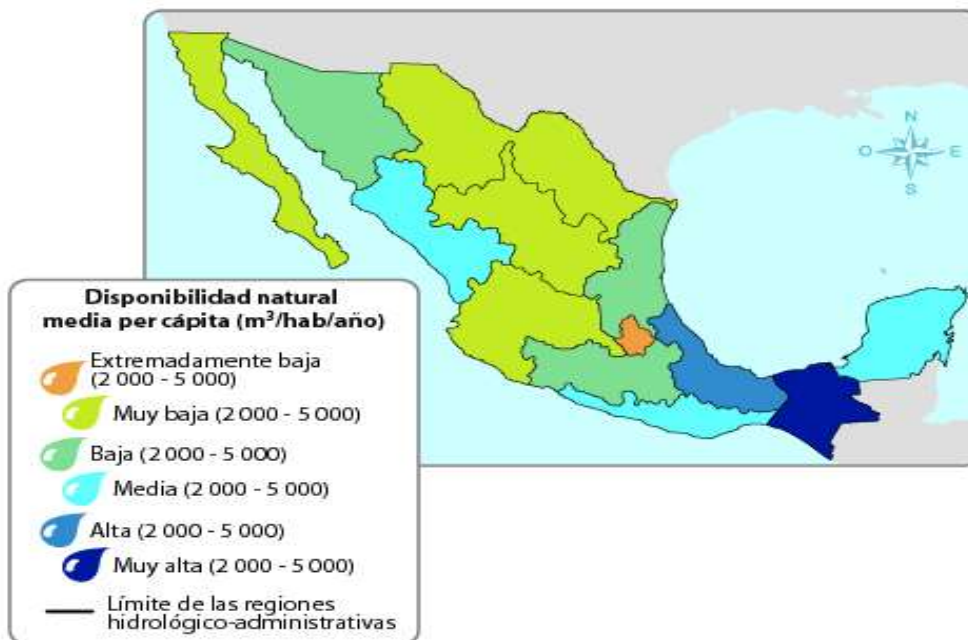 N
O
E
S
Disponibilidad natural
media per cápita (m³/hab/año)
Extremadamente baja
(2 000 - 5 000)
Muy baja (2 000 - 5 000)
Baja (2 000 - 5 000)
Media (2 000 - 5 000)
Alta (2 000 - 5 000)
Muy alta (2 000 - 5 000)
Límite de las regiones
hidrológico-administrativas